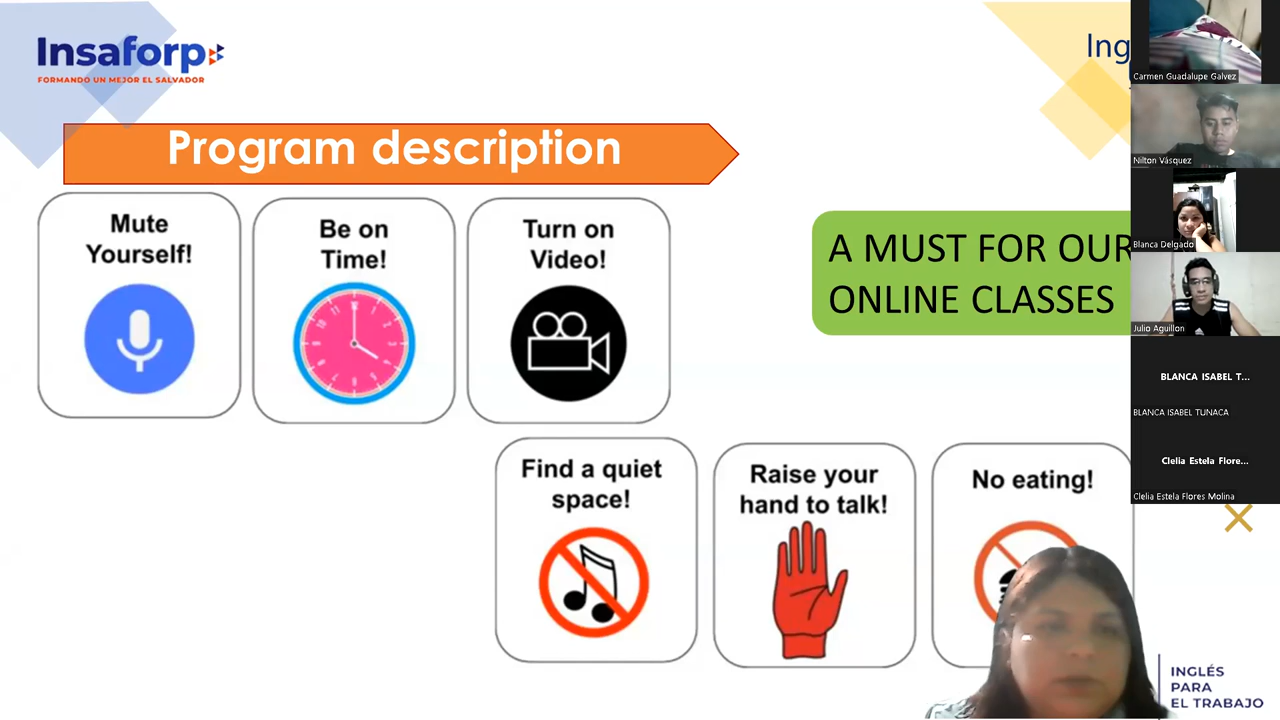 Insaforp
FORMANDO UN MEJOR EL SALVADOR
Ing
Program description
Mute
Yourself!
Be on
Time!
Turn on
Video!
A MUST FOR OUR
ONLINE CLASSES
Find a quiet
space!
Raise your
hand to talk!
No eating!
INGLÉS
PARA
EL TRABAJO
Carmen Guadalupe Galvez
Nilton Vásquez
Blanca Delgado
Julio Aguillon
BLANCA ISABEL T...
BLANCA ISABEL TUNACA
Clelia Estela Flore...
Clelia Estela Flores Molina